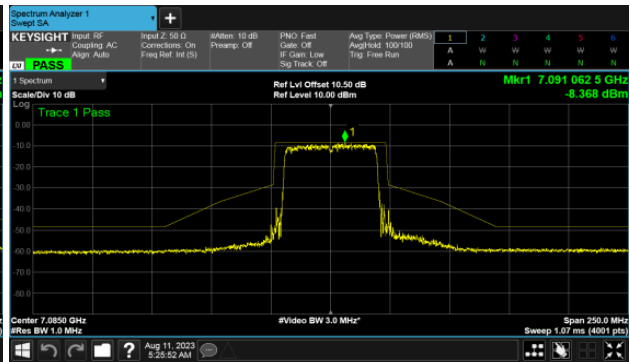 Spectrum Analyzer 1
Swept SA
+
KEYSIGHT Input: RF
Coupling: AC
Align: Auto
Input Z: 50 Ω
Corrections: On
Freq Ref: Int (S)
#Atten: 10 dB
Preamp: Off
PNO: Fast
Gate: Off
IF Gain: Low
Sig Track: Off
Avg Type: Power (RMS)
Avg|Hold: 100/100
Trig: Free Run
1 2 3 4 5 6
A W W W W W
A N N N N N
EXT PASS
1 Spectrum
Scale/Div 10 dB
Ref Lvl Offset 10.50 dB
Ref Level 10.00 dBm
Mkr1 7.091 062 5 GHz
-8.368 dBm
Log
Trace 1 Pass
0.00
-10.0
-20.0
-30.0
-40.0
-50.0
-60.0
-70.0
-80.0
1
Center 7.0850 GHz
#Res BW 1.0 MHz
#Video BW 3.0 MHz*
Span 250.0 MHz
Sweep 1.07 ms (4001 pts)
?
Aug 11, 2023
5:25:52 AM